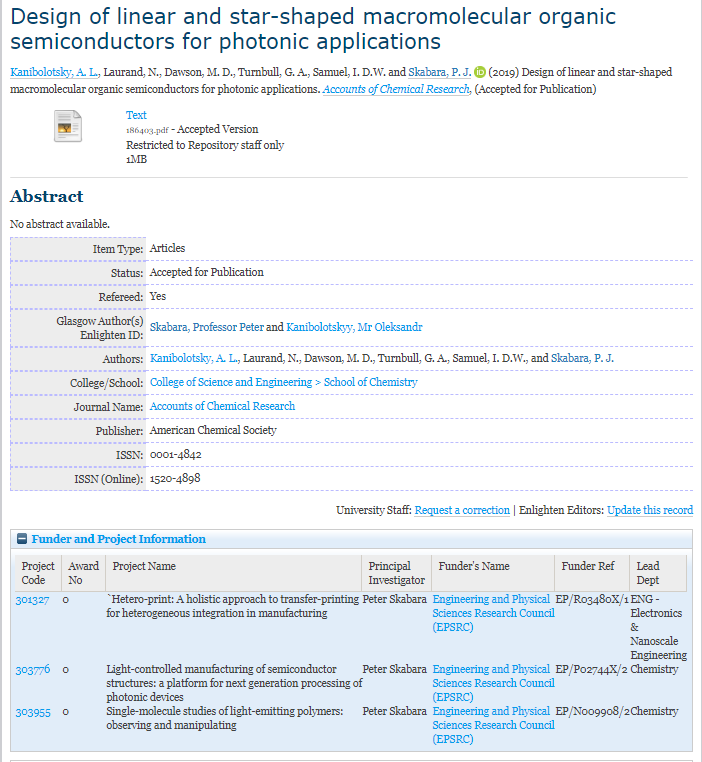 Design of linear and star-shaped macromolecular organic
semiconductors for photonic applications
Kanibolotsky, A. L., Laurand, N., Dawson, M. D., Turnbull, G. A., Samuel, I. D.W. and Skabara, P. J. iD (2019) Design of linear and star-shaped
macromolecular organic semiconductors for photonic applications. Accounts of Chemical Research, (Accepted for Publication)
Text
186403.pdf - Accepted Version
Restricted to Repository staff only
1MB
Abstract
No abstract available.
Item Type: Articles
Status: Accepted for Publication
Refereed: Yes
Glasgow Author(s)
Enlighten ID: Skabara, Professor Peter and Kanibolotskyy, Mr Oleksandr
Authors: Kanibolotsky, A. L., Laurand, N., Dawson, M. D., Turnbull, G. A., Samuel, I. D.W., and Skabara, P. J.
College/School: College of Science and Engineering > School of Chemistry
Journal Name: Accounts of Chemical Research
Publisher: American Chemical Society
ISSN: 0001-4842
ISSN (Online): 1520-4898
University Staff: Request a correction | Enlighten Editors: Update this record
Funder and Project Information
Project Award Project Name Principal Funder's Name Funder Ref Lead
Code No Investigator Dept
301327 0 `Hetero-print: A holistic approach to transfer-printing Peter Skabara Engineering and Physical EP/R03480X/1 ENG -
for heterogeneous integration in manufacturing Sciences Research Council Electronics
(EPSRC) &
Nanoscale
Engineering
303776 0 Light-controlled manufacturing of semiconductor Peter Skabara Engineering and Physical EP/P02744X/2 Chemistry
structures: a platform for next generation processing of Sciences Research Council
photonic devices (EPSRC)
303955 0 Single-molecule studies of light-emitting polymers: Peter Skabara Engineering and Physical EP/N009908/2 Chemistry
observing and manipulating Sciences Research Council
(EPSRC)